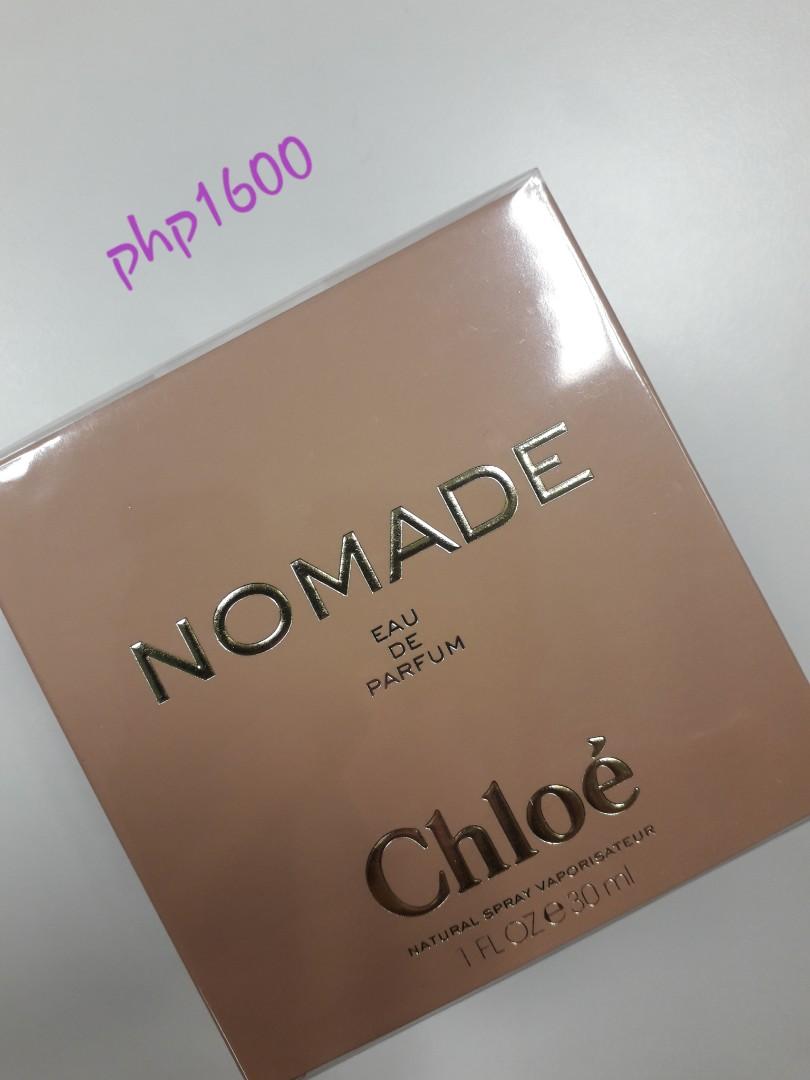 php1600
NOMADE
EAU
DE
PARFUM
Chloé
NATURAL SPRAY VAPORISATEUR
1 FL OZ e 30 ml